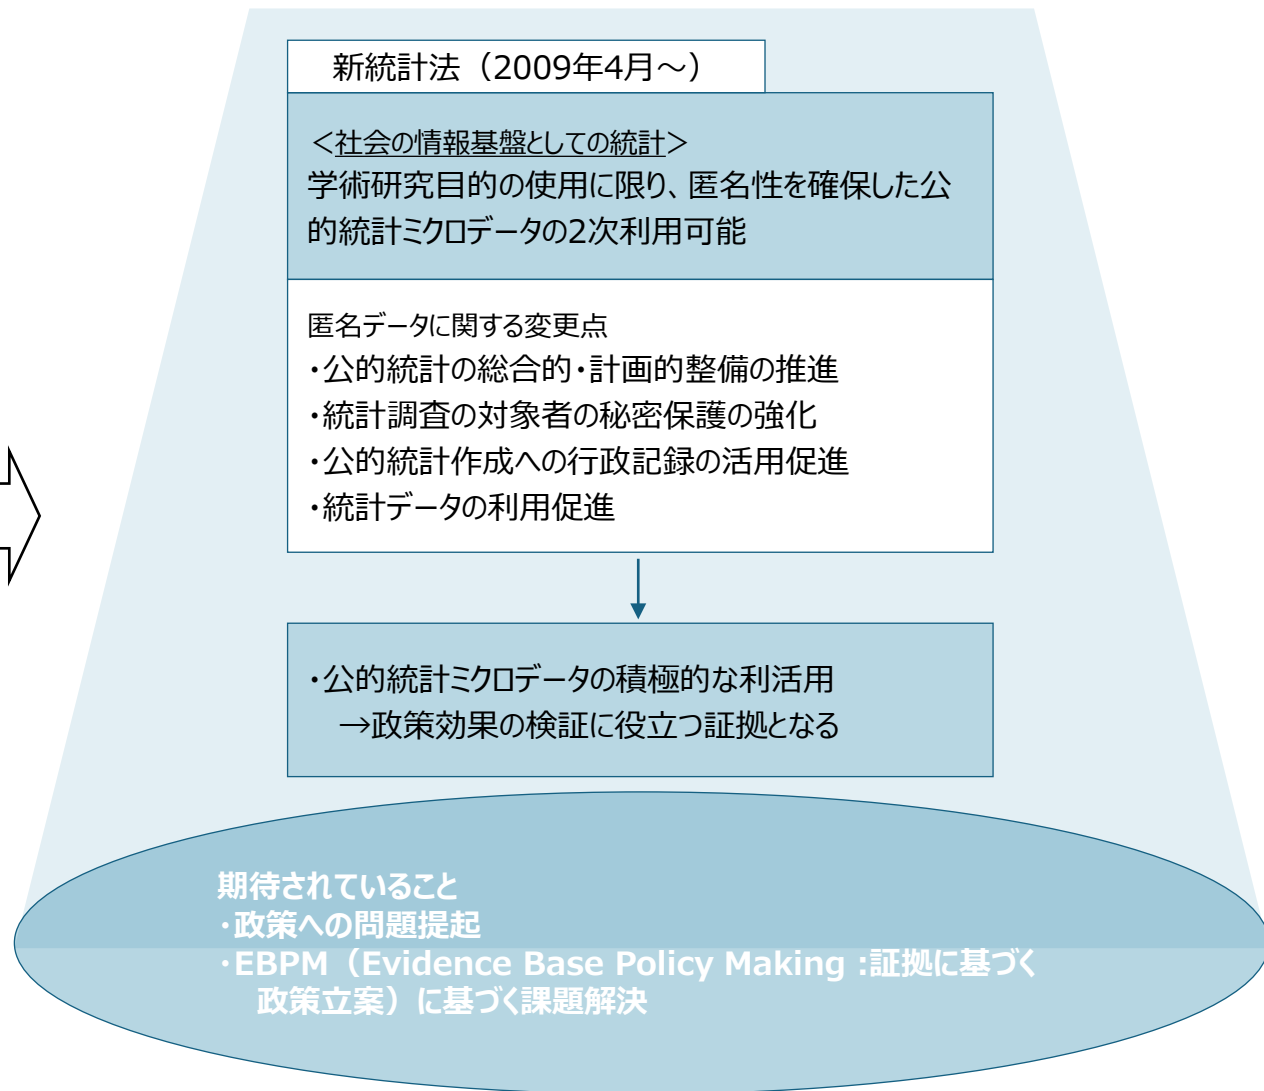 新統計法（2009年4月～）
＜社会の情報基盤としての統計＞
学術研究目的の使用に限り、匿名性を確保した公
的統計ミクロデータの2次利用可能
匿名データに関する変更点
・公的統計の総合的・計画的整備の推進
・統計調査の対象者の秘密保護の強化
・公的統計作成への行政記録の活用促進
・統計データの利用促進
・公的統計ミクロデータの積極的な利活用
→政策効果の検証に役立つ証拠となる
期待されていること
・政策への問題提起
・EBPM（Evidence Base Policy Making :証拠に基づく
政策立案）に基づく課題解決